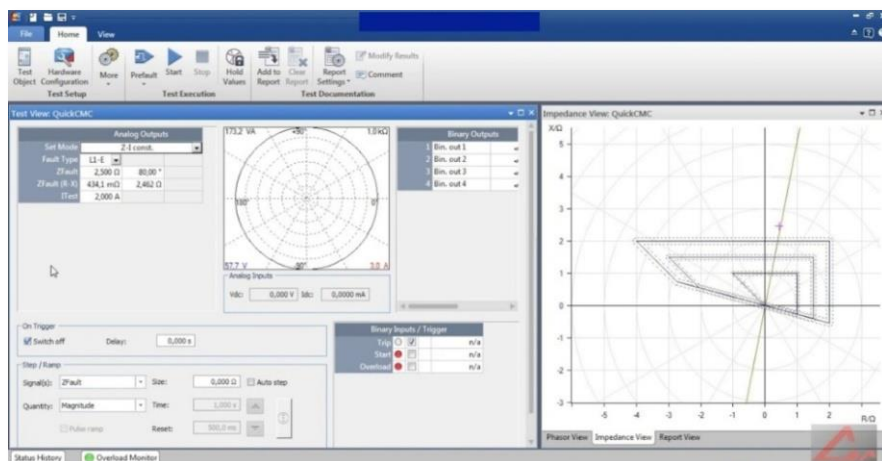 File Home View
Test Object
Hardware Configuration
More
Prefault
Start
Stop
Hold Values
Add to Report
Clear Report
Report Settings
Modify Results
Comment
Test Setup
Test Execution
Test Documentation
Test View: QuickCMC
Analog Outputs
Set Mode Z-I const.
Fault Type L1-E
ZFault 2,500 Ω 80,00 °
ZFault (R-X) 434,1 mΩ 2,462 Ω
ITest 2,000 A
173,2 VA +90° 1,0 kΩ
180° 0°
57,7 V -90° 3,0 A
Analog Inputs
Vdc: 0,000 V Idc: 0,0000 mA
Binary Outputs
1 Bin. out 1
2 Bin. out 2
3 Bin. out 3
4 Bin. out 4
On Trigger
Switch off Delay: 0,000 s
Step / Ramp
Signal(s): ZFault Size: 0,000 Ω Auto step
Quantity: Magnitude Time: 1,000 s
Pulse ramp Reset: 500,0 ms
Binary Inputs / Trigger
Trip n/a
Start n/a
Overload n/a
Impedance View: QuickCMC
X/Ω
5
4
3
2
1
0
-1
-2
-3
-5 -4 -3 -2 -1 0 1 2
R/Ω
Phasor View Impedance View Report View
Status History Overload Monitor